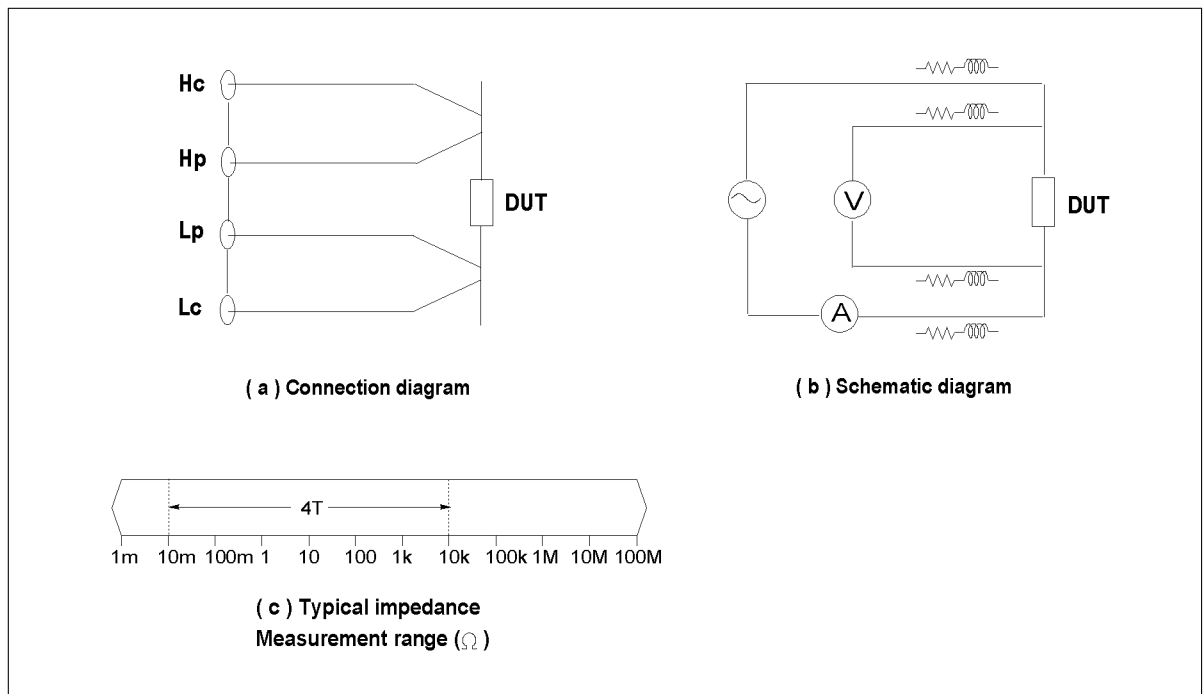 Hc
Hp
Lp
Lc
DUT
( a ) Connection diagram
V
A
DUT
( b ) Schematic diagram
4T
1m 10m 100m 1 10 100 1k 10k 100k 1M 10M 100M
( c ) Typical impedance
Measurement range (Ω )